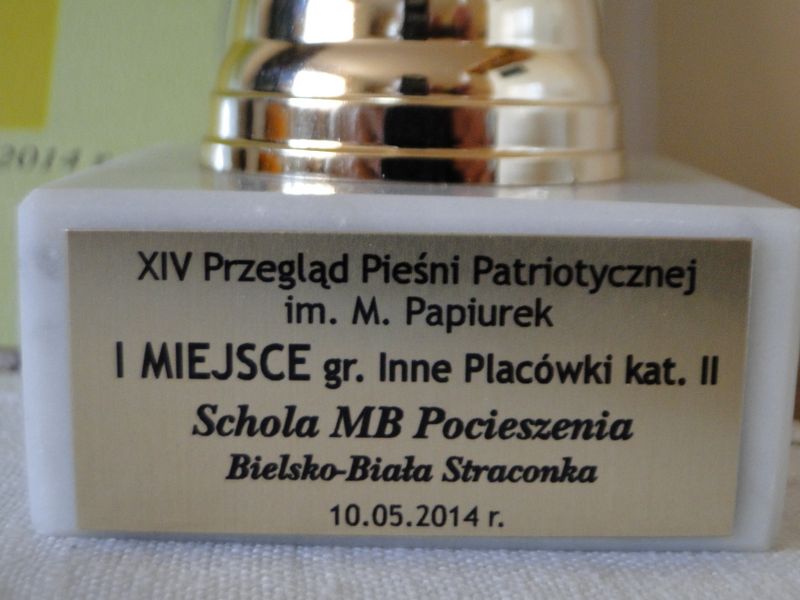 2014 r
XIV Przegląd Pieśni Patriotycznej
im. M. Papiurek
I MIEJSCE gr. Inne Placówki kat. II
Schola MB Pocieszenia
Bielsko-Biała Straconka
10.05.2014 r.